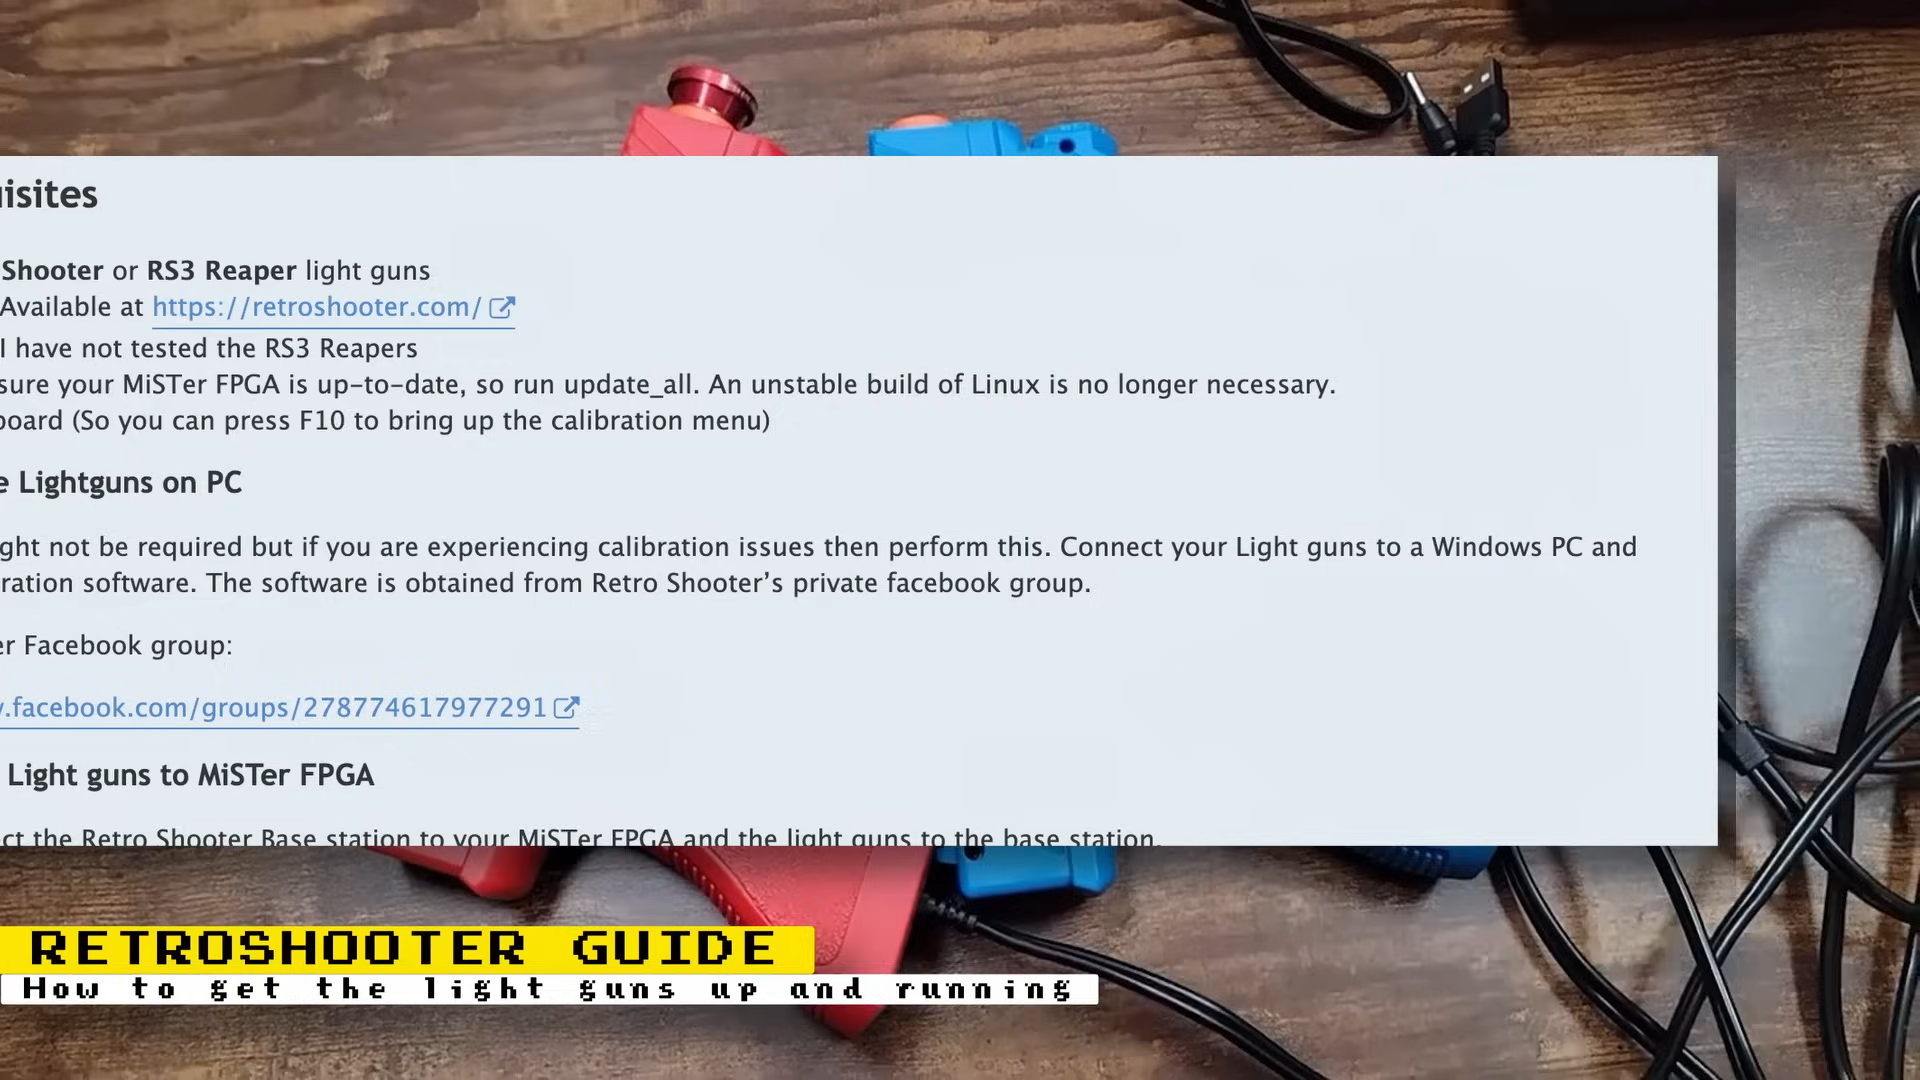 isites
Shooter or RS3 Reaper light guns
Available at https://retroshooter.com/
I have not tested the RS3 Reapers
sure your MiSTer FPGA is up-to-date, so run update_all. An unstable build of Linux is no longer necessary.
board (So you can press F10 to bring up the calibration menu)
e Lightguns on PC
ght not be required but if you are experiencing calibration issues then perform this. Connect your Light guns to a Windows PC and
ration software. The software is obtained from Retro Shooter's private facebook group.
er Facebook group:
.facebook.com/groups/278774617977291
Light guns to MiSTer FPGA
ct the Retro Shooter Base station to your MiSTer FPGA and the light guns to the base station.
RETROSHOOTER GUIDE
How to get the light guns up and running